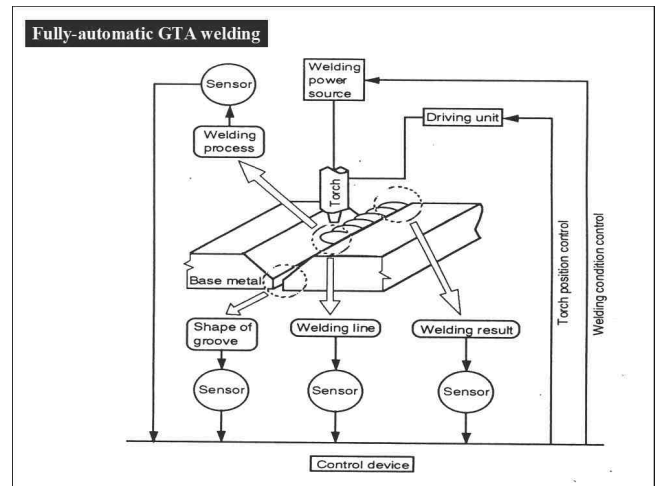 Fully-automatic GTA welding
Sensor
Welding
power
source
Driving unit
Welding
process
Torch
Base metal
Shape of
groove
Welding line
Welding result
Sensor
Sensor
Sensor
Torch position control
Welding condition control
Control device